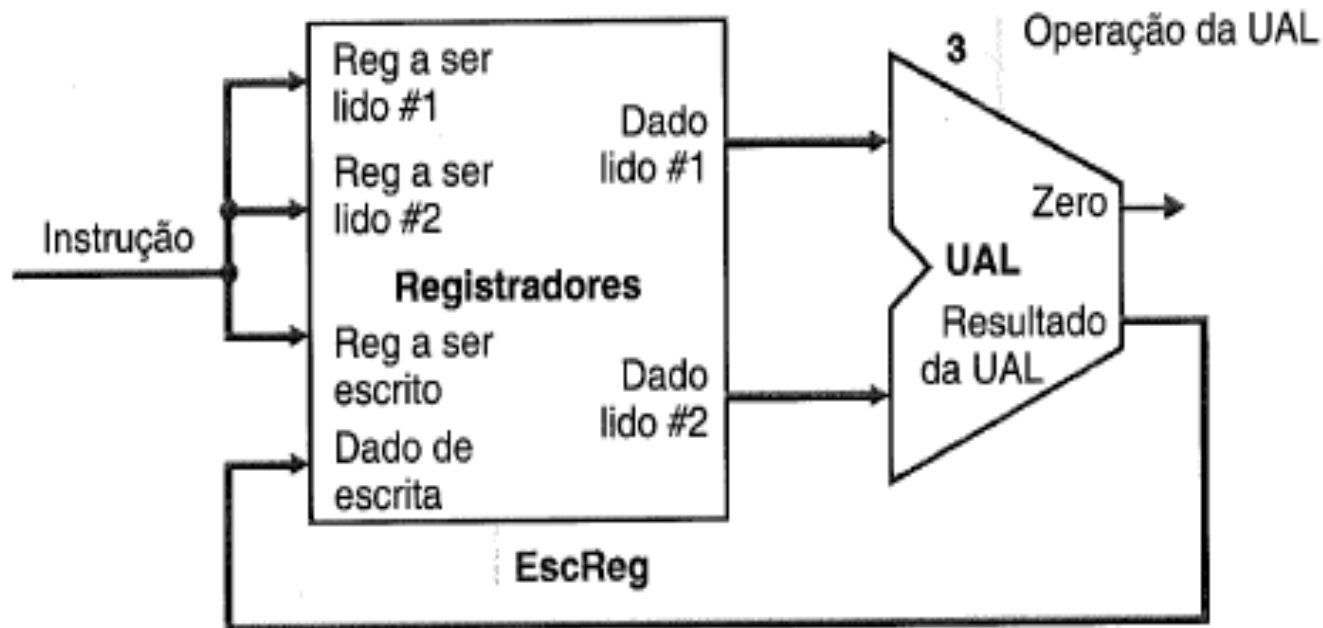 3
Operação da UAL
Reg a ser
lido #1
Dado
lido #1
Reg a ser
lido #2
Zero
Instrução
UAL
Registradores
Resultado
da UAL
Reg a ser
escrito
Dado
lido #2
Dado de
escrita
EscReg